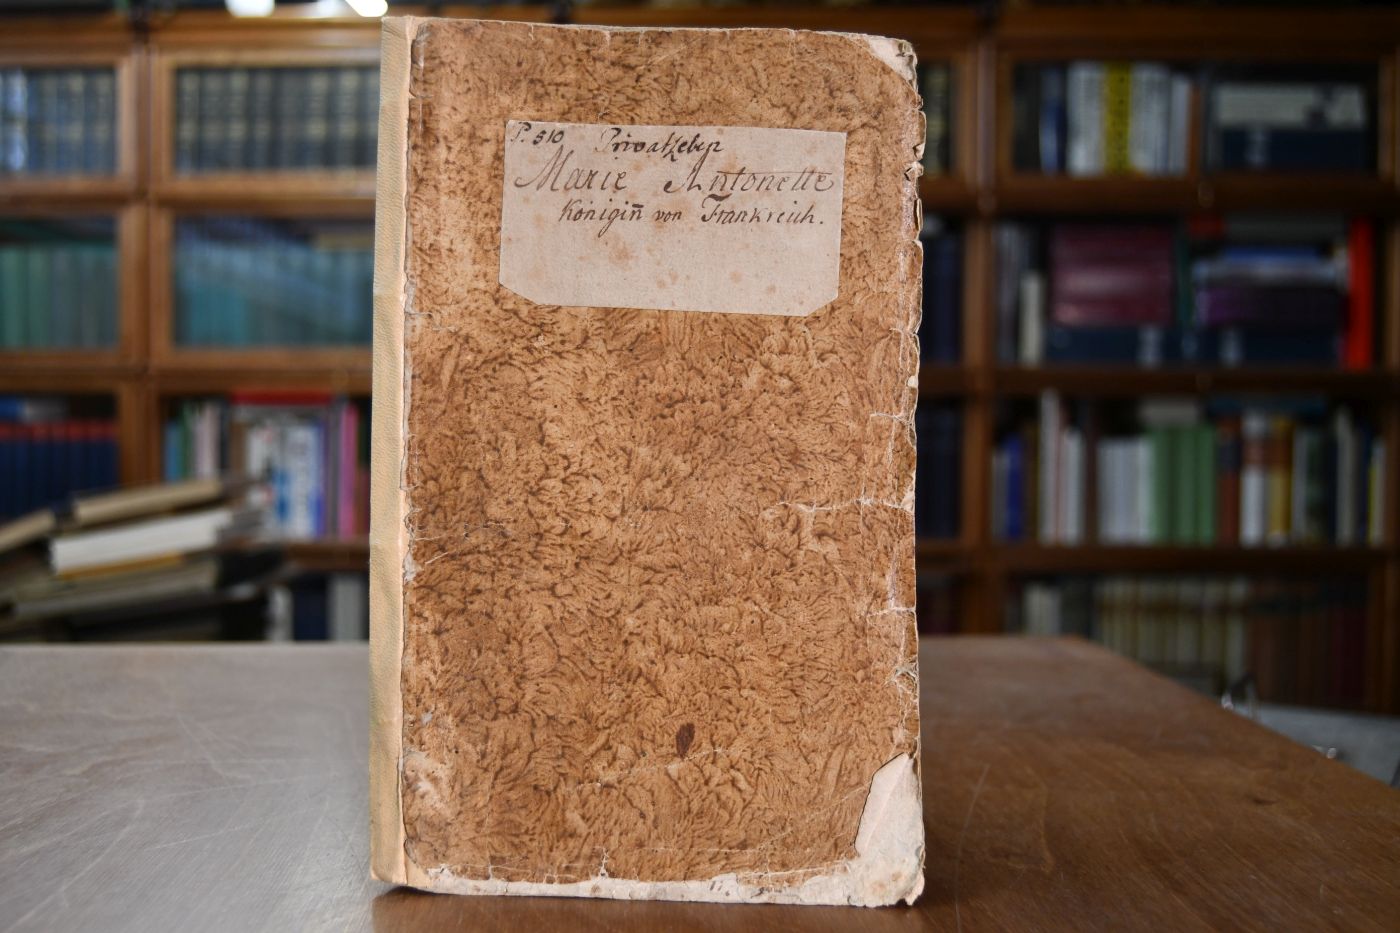 P. 510 Privatleben
Marie Antonette
Königin̄ von Frankreich.